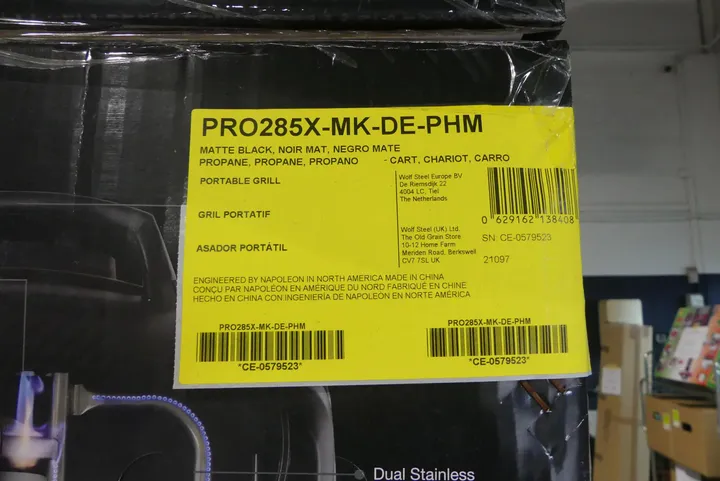 PRO285X-MK-DE-PHM
MATTE BLACK, NOIR MAT, NEGRO MATE
PROPANE, PROPANE, PROPANO - CART, CHARIOT, CARRO
PORTABLE GRILL
GRIL PORTATIF
ASADOR PORTÁTIL
Wolf Steel Europe BV
De Riemsdijk 22
4004 LC, Tiel
The Netherlands
Wolf Steel (UK) Ltd.
The Old Grain Store
10-12 Home Farm
Meriden Road, Berkswell
CV7 7SL UK
0 629162 138408
SN: CE-0579523
21097
ENGINEERED BY NAPOLEON IN NORTH AMERICA MADE IN CHINA
CONÇU PAR NAPOLÉON EN AMÉRIQUE DU NORD FABRIQUÉ EN CHINE
HECHO EN CHINA CON INGENIERÍA DE NAPOLEON EN NORTE AMÉRICA
PRO285X-MK-DE-PHM
*CE-0579523*
PRO285X-MK-DE-PHM
*CE-0579523*
Dual Stainless